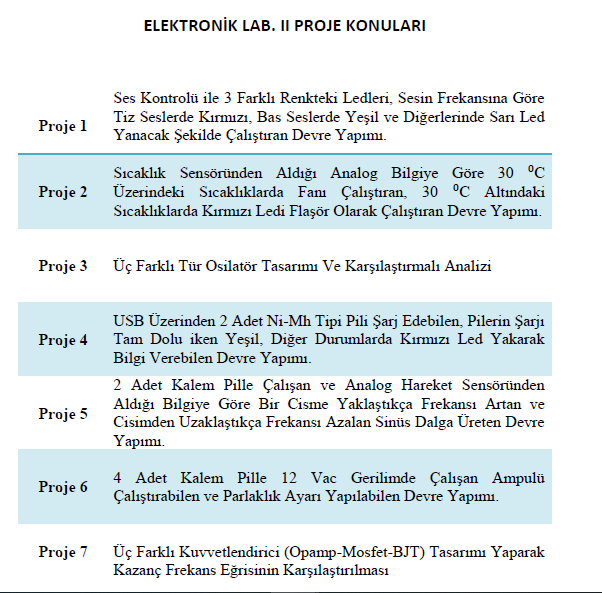 ELEKTRONİK LAB. II PROJE KONULARI
Proje 1
Ses Kontrolü ile 3 Farklı Renkteki Ledleri, Sesin Frekansına Göre
Tiz Seslerde Kırmızı, Bas Seslerde Yeşil ve Diğerlerinde Sarı Led
Yanacak Şekilde Çalıştıran Devre Yapımı.
Proje 2
Sıcaklık Sensöründen Aldığı Analog Bilgiye Göre 30 ⁰C
Üzerindeki Sıcaklıklarda Fanı Çalıştıran, 30 ⁰C Altındaki
Sıcaklıklarda Kırmızı Ledi Flaşör Olarak Çalıştıran Devre Yapımı.
Proje 3
Üç Farklı Tür Osilatör Tasarımı Ve Karşılaştırmalı Analizi
Proje 4
USB Üzerinden 2 Adet Ni-Mh Tipi Pili Şarj Edebilen, Pilerin Şarjı
Tam Dolu iken Yeşil, Diğer Durumlarda Kırmızı Led Yakarak
Bilgi Verebilen Devre Yapımı.
Proje 5
2 Adet Kalem Pille Çalışan ve Analog Hareket Sensöründen
Aldığı Bilgiye Göre Bir Cisme Yaklaştıkça Frekansı Artan ve
Cisimden Uzaklaştıkça Frekansı Azalan Sinüs Dalga Üreten Devre
Yapımı.
Proje 6
4 Adet Kalem Pille 12 Vac Gerilimde Çalışan Ampulü
Çalıştırabilen ve Parlaklık Ayarı Yapılabilen Devre Yapımı.
Proje 7
Üç Farklı Kuvvetlendirici (Opamp-Mosfet-BJT) Tasarımı Yaparak
Kazanç Frekans Eğrisinin Karşılaştırılması